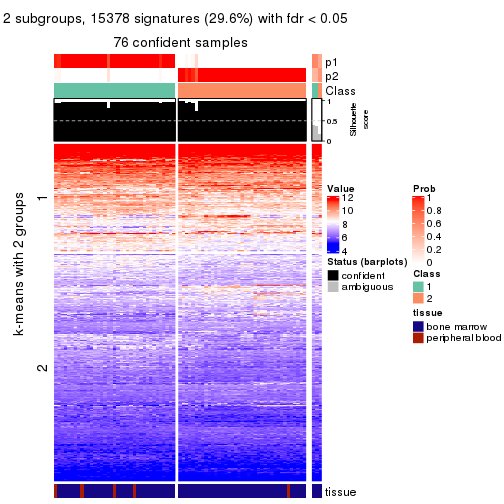 2 subgroups, 15378 signatures (29.6%) with fdr < 0.05
76 confident samples
p1
p2
Class
1
0.5
0
Silhouette
score
k-means with 2 groups
1
2
Value
12
10
8
6
4
Status (barplots)
confident
ambiguous
Prob
1
0.8
0.6
0.4
0.2
0
Class
1
2
tissue
bone marrow
peripheral blood
tissue